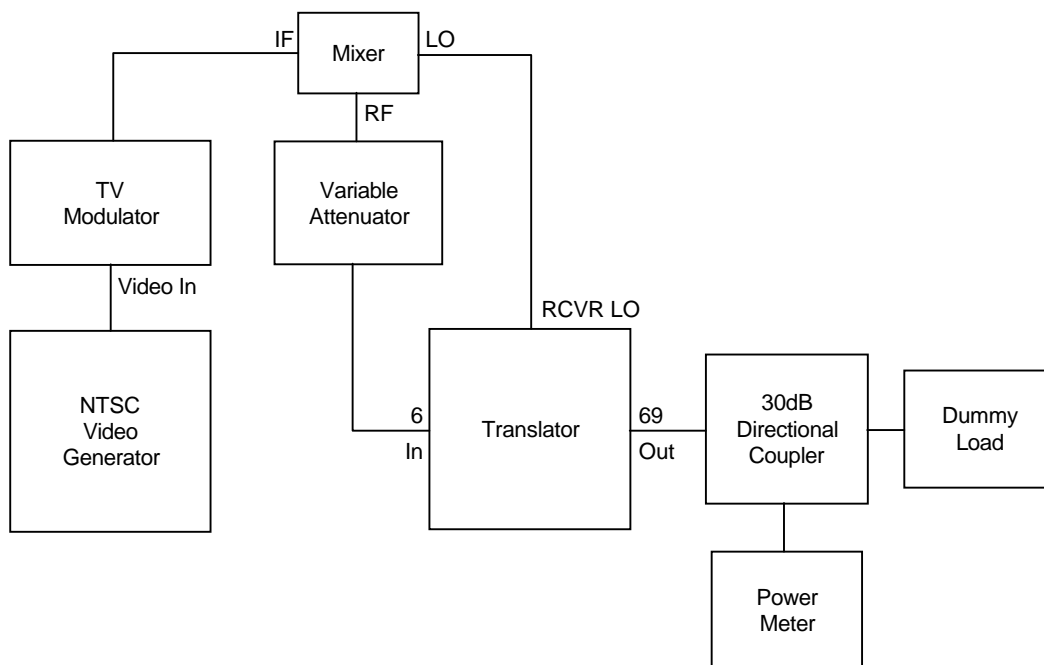 IF
Mixer
LO
RF
TV
Modulator
Variable
Attenuator
Video In
RCVR LO
NTSC
Video
Generator
6
In
Translator
69
Out
30dB
Directional
Coupler
Dummy
Load
Power
Meter